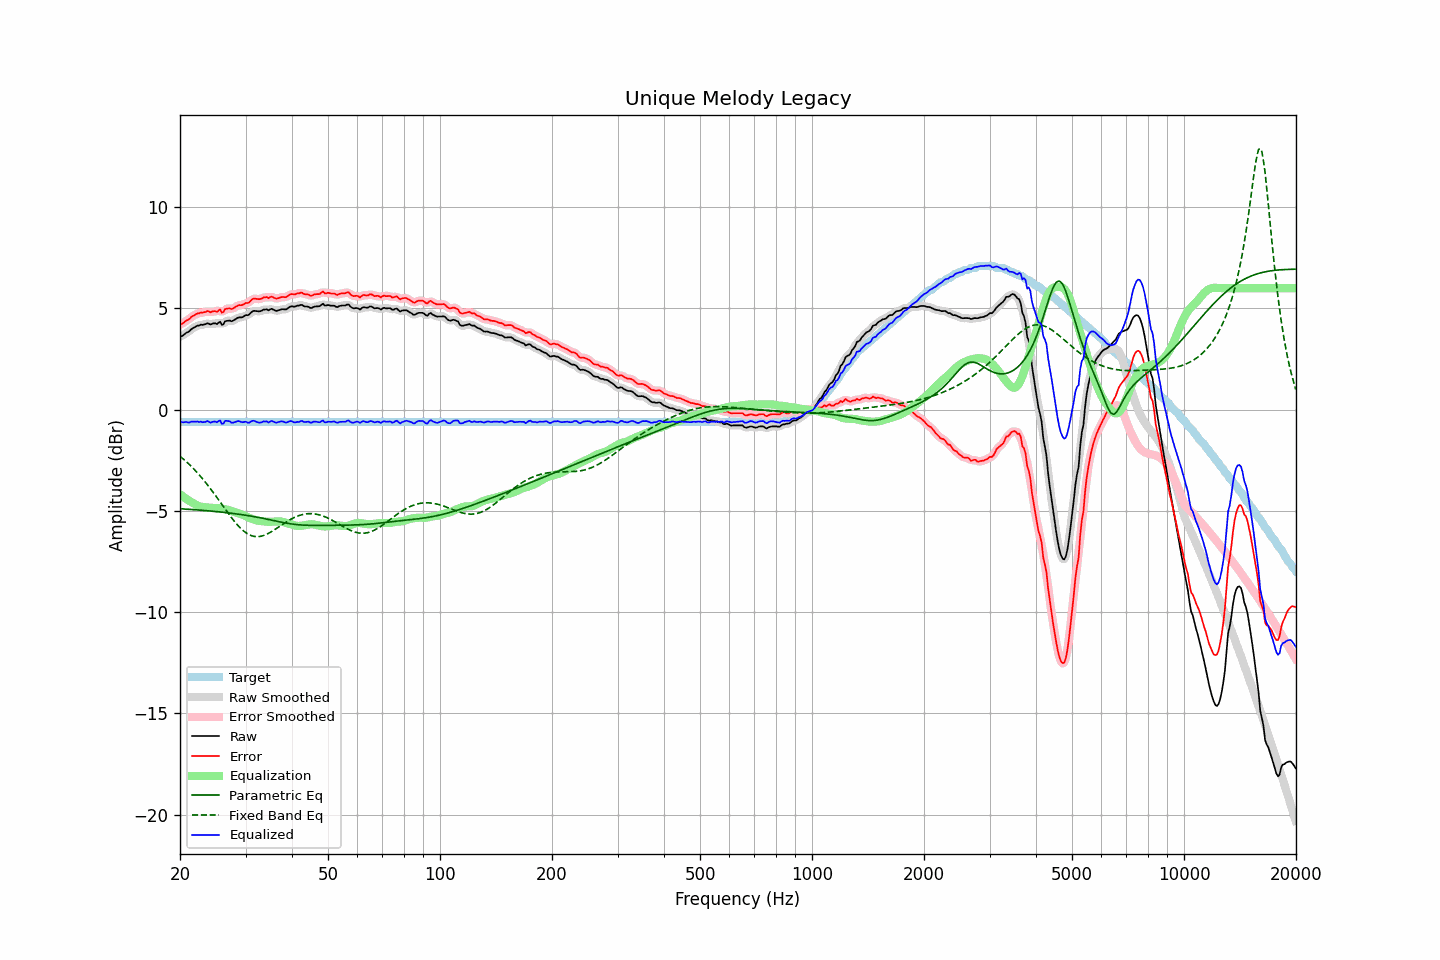 Unique Melody Legacy
10
5
0
−5
−10
−15
−20
Amplitude (dBr)
Target
Raw Smoothed
Error Smoothed
Raw
Error
Equalization
Parametric Eq
Fixed Band Eq
Equalized
20 50 100 200 500 1000 2000 5000 10000 20000
Frequency (Hz)